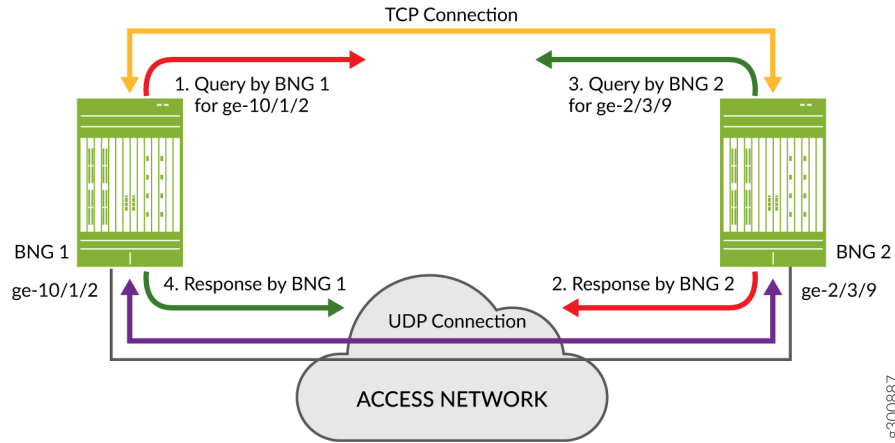 TCP Connection
1. Query by BNG 1
for ge-10/1/2
3. Query by BNG 2
for ge-2/3/9
BNG 1
BNG 2
ge-10/1/2
4. Response by BNG 1
2. Response by BNG 2
ge-2/3/9
UDP Connection
ACCESS NETWORK
g300887